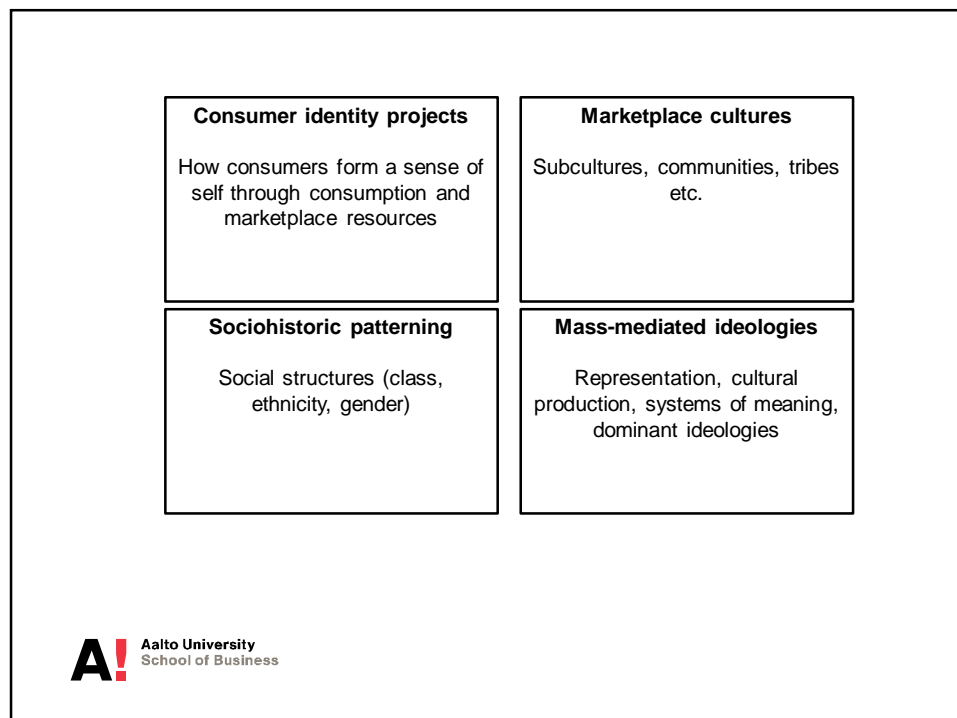 Consumer identity projects
How consumers form a sense of
self through consumption and
marketplace resources
Marketplace cultures
Subcultures, communities, tribes
etc.
Sociohistoric patterning
Social structures (class,
ethnicity, gender)
Mass-mediated ideologies
Representation, cultural
production, systems of meaning,
dominant ideologies
A!
Aalto University
School of Business